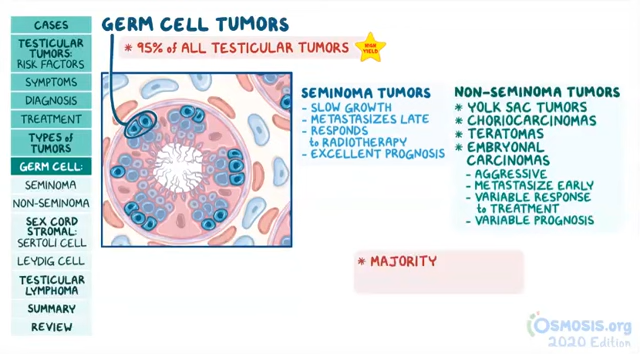 CASES
TESTICULAR
TUMORS:
RISK FACTORS
SYMPTOMS
DIAGNOSIS
TREATMENT
TYPES of
TUMORS
GERM CELL:
SEMINOMA
NON-SEMINOMA
SEX CORD
STROMAL:
SERTOLI CELL
LEYDIG CELL
TESTICULAR
LYMPHOMA
SUMMARY
REVIEW
GERM CELL TUMORS
* 95% of ALL TESTICULAR TUMORS
HIGH
YIELD
SEMINOMA TUMORS
- SLOW GROWTH
- METASTASIZES LATE
- RESPONDS
to RADIOTHERAPY
- EXCELLENT PROGNOSIS
NON-SEMINOMA TUMORS
* YOLK SAC TUMORS
* CHORIOCARCINOMAS
* TERATOMAS
* EMBRYONAL
CARCINOMAS
- AGGRESSIVE
- METASTASIZE EARLY
- VARIABLE RESPONSE
to TREATMENT
- VARIABLE PROGNOSIS
* MAJORITY
OSMOSIS.org
2020 Edition